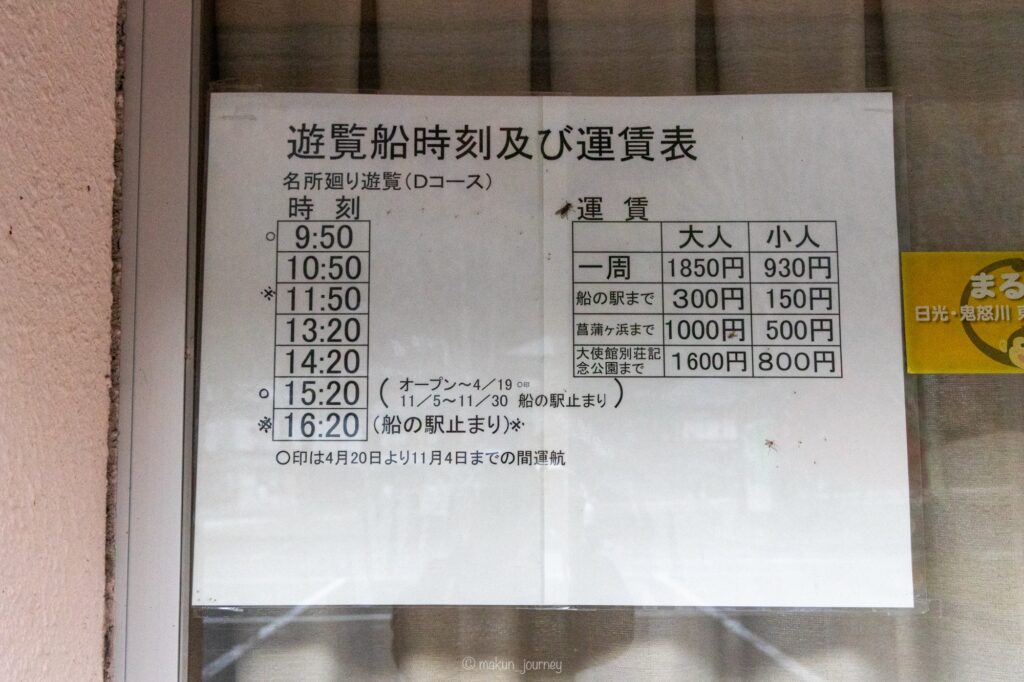 遊覧船時刻及び運賃表
名所廻り遊覧(Dコース)
時 刻
○ 9:50
10:50
※ 11:50
13:20
14:20
○ 15:20 ( オープン~4/19 ○印
11/5~11/30 船の駅止まり )
※ 16:20 (船の駅止まり)※
○印は4月20日より11月4日までの間運航
運 賃
大人 小人
一周 1850円 930円
船の駅まで 300円 150円
菖蒲ヶ浜まで 1000円 500円
大使館別荘記
念公園まで 1600円 800円
まる
日光・鬼怒川
© makun_journey